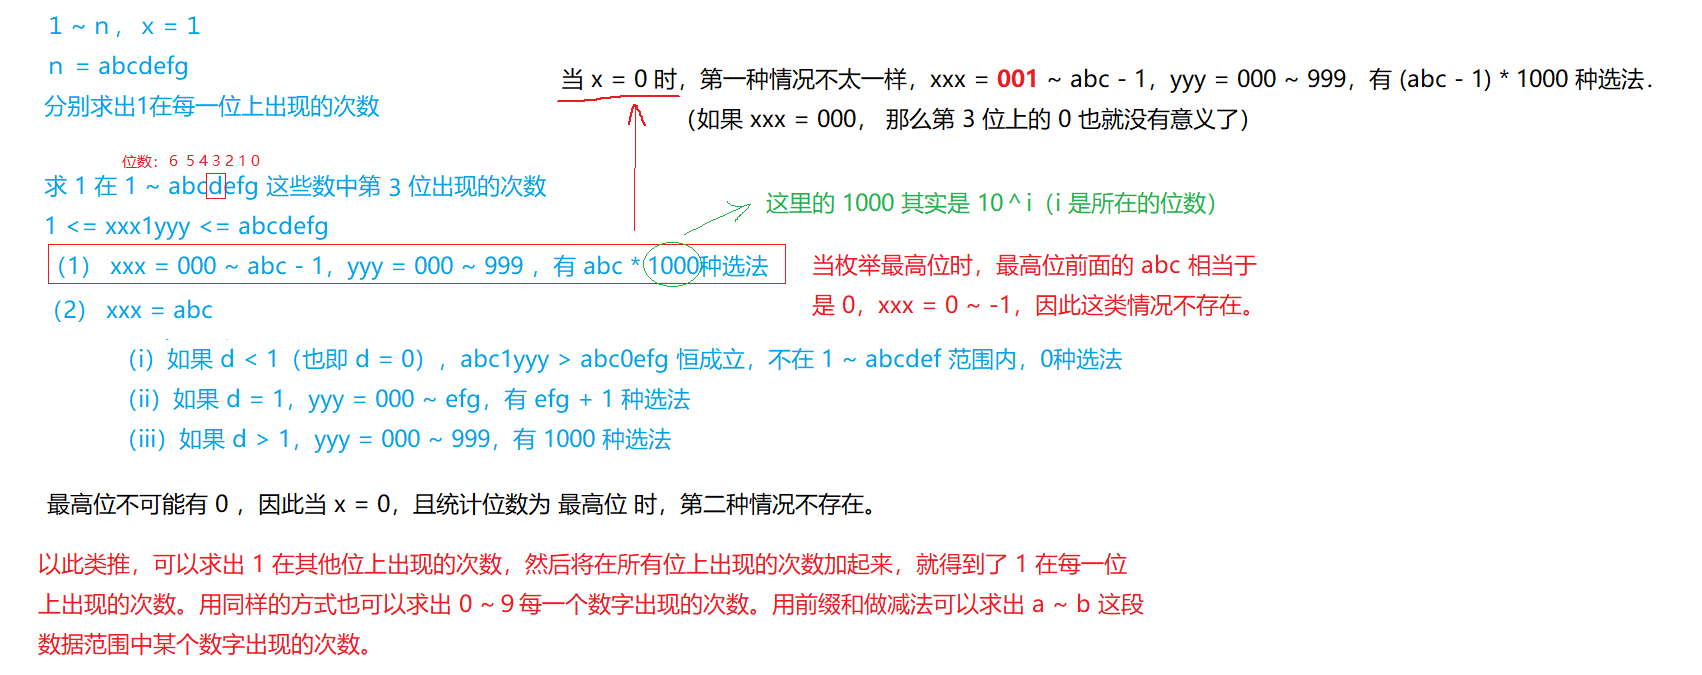 1 ~ n ,  x = 1
n  = abcdefg
分别求出1在每一位上出现的次数
当 x = 0 时，第一种情况不太一样，xxx = 001 ~ abc - 1，yyy = 000 ~ 999，有 (abc - 1) * 1000 种选法.
（如果 xxx = 000， 那么第 3 位上的 0 也就没有意义了）
位数：6 5 4 3 2 1 0
求 1 在 1 ~ abcdefg 这些数中第 3 位出现的次数
1 <= xxx1yyy <= abcdefg
这里的 1000 其实是 10 ^ i（i 是所在的位数）
（1） xxx = 000 ~ abc - 1，yyy = 000 ~ 999 ，有 abc * 1000种选法
当枚举最高位时，最高位前面的 abc 相当于
是 0，xxx = 0 ~ -1，因此这类情况不存在。
（2） xxx = abc
（i）如果 d < 1（也即 d = 0）, abc1yyy > abc0efg 恒成立，不在 1 ~ abcdef 范围内，0种选法
（ii）如果 d = 1，yyy = 000 ~ efg，有 efg + 1 种选法
（iii）如果 d > 1，yyy = 000 ~ 999，有 1000 种选法
最高位不可能有 0 ，因此当 x = 0，且统计位数为 最高位 时，第二种情况不存在。
以此类推，可以求出 1 在其他位上出现的次数，然后将在所有位上出现的次数加起来，就得到了 1 在每一位
上出现的次数。用同样的方式也可以求出 0 ~ 9 每一个数字出现的次数。用前缀和做减法可以求出 a ~ b 这段
数据范围中某个数字出现的次数。